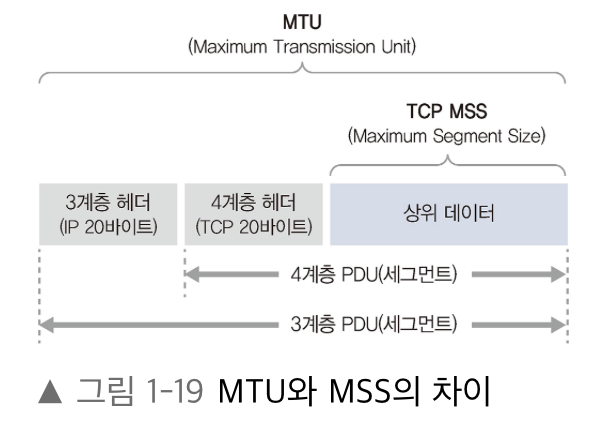 MTU
(Maximum Transmission Unit)
TCP MSS
(Maximum Segment Size)
3계층 헤더
(IP 20바이트)
4계층 헤더
(TCP 20바이트)
상위 데이터
4계층 PDU(세그먼트)
3계층 PDU(세그먼트)
▲ 그림 1-19 MTU와 MSS의 차이